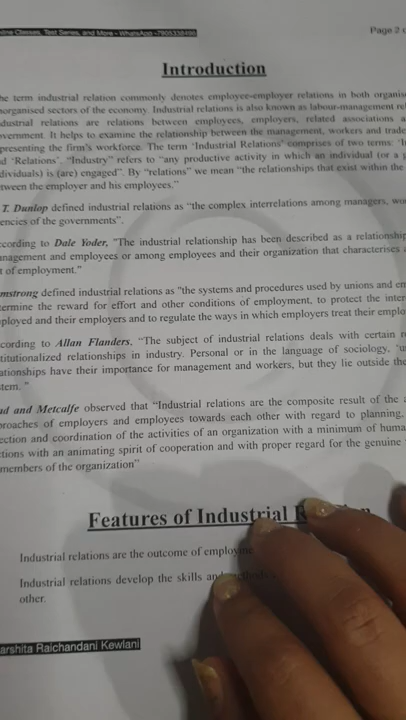 Classes, Test Series, and More - WhatsApp -
Page 2
Introduction
he term industrial relation commonly denotes employee-employer relations in both
norganised sectors of the economy. Industrial relations is also known as labour-management
dustrial relations are relations between employees, employers, related associations
overnment. It helps to examine the relationship between the management, workers and trade
presenting the firm's workforce. The term 'Industrial Relations' comprises of two terms:
d 'Relations'. "Industry" refers to "any productive activity in which an individual (or a
dividuals) is (are) engaged". By "relations" we mean "the relationships that exist within the
tween the employer and his employees."
T. Dunlop defined industrial relations as "the complex interrelations among managers,
encies of the governments".
cording to Dale Yoder, "The industrial relationship has been described as a relationship
nagement and employees or among employees and their organization that characterises
t of employment."
mstrong defined industrial relations as "the systems and procedures used by unions and
ermine the reward for effort and other conditions of employment, to protect the
ployed and their employers and to regulate the ways in which employers treat their
cording to Allan Flanders, "The subject of industrial relations deals with certain
titutionalized relationships in industry. Personal or in the language of sociology,
ationships have their importance for management and workers, but they lie outside the
tem. "
ud and Metcalfe observed that "Industrial relations are the composite result of the
proaches of employers and employees towards each other with regard to planning,
ection and coordination of the activities of an organization with a minimum of
ctions with an animating spirit of cooperation and with proper regard for the genuine
members of the organization"
Features of Industrial
Industrial relations are the outcome of
Industrial relations develop the skills and
other.
arshita Raichandani Kewlani